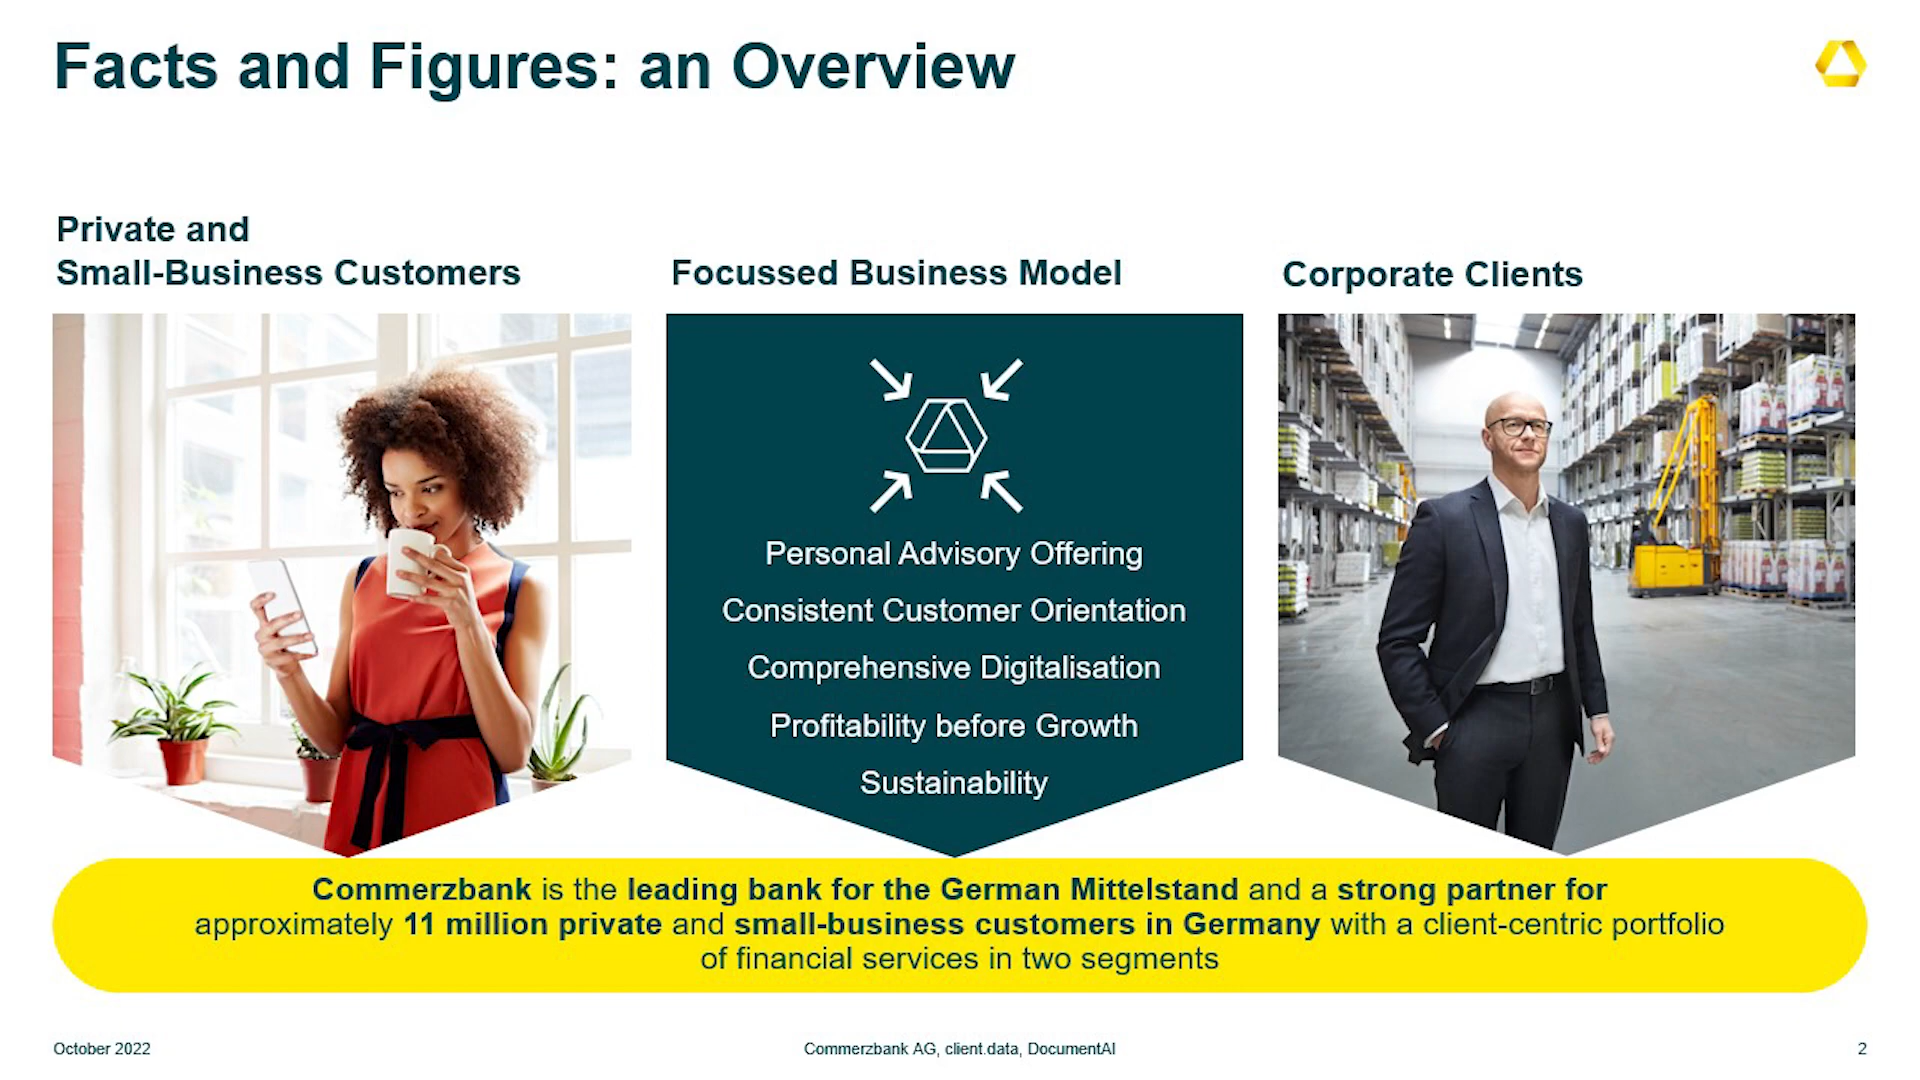 Facts and Figures: an Overview
Private and
Small-Business Customers
Focussed Business Model
Corporate Clients
Personal Advisory Offering
Consistent Customer Orientation
Comprehensive Digitalisation
Profitability before Growth
Sustainability
Commerzbank is the leading bank for the German Mittelstand and a strong partner for
approximately 11 million private and small-business customers in Germany with a client-centric portfolio
of financial services in two segments
October 2022
Commerzbank AG, client.data, DocumentAI
2